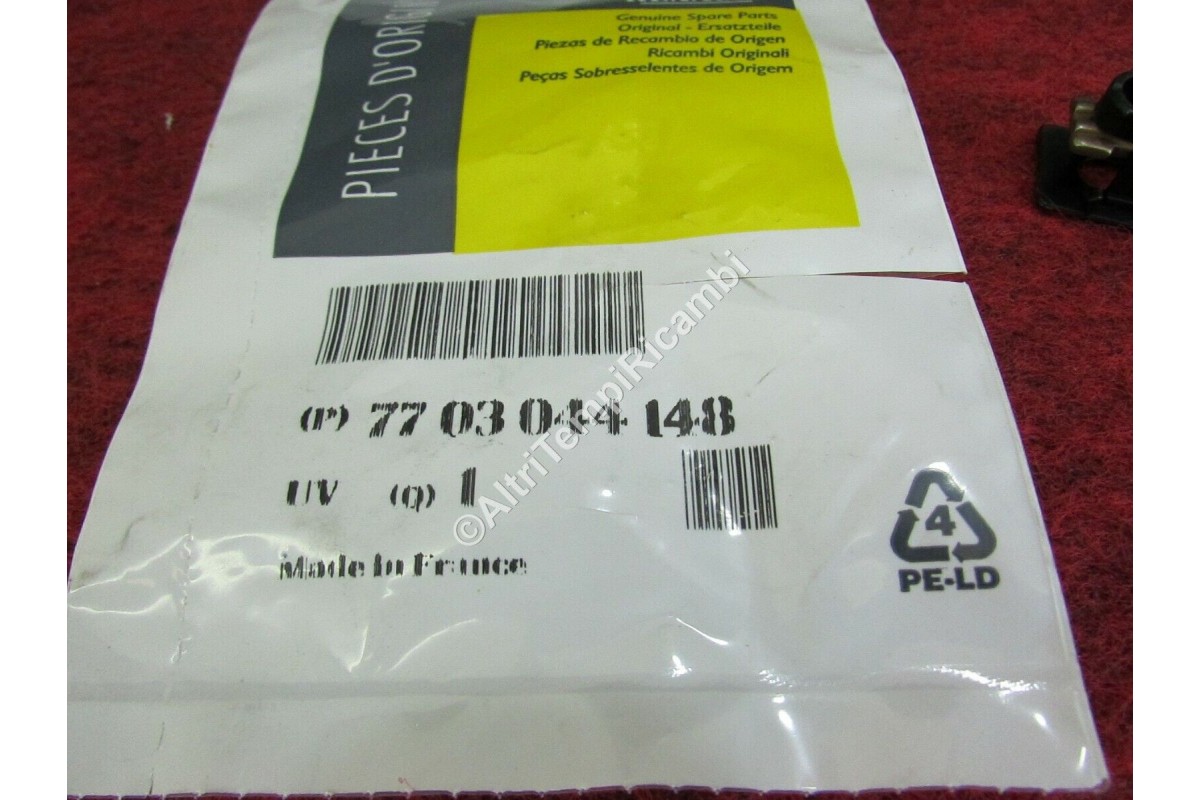 PIECES D'ORIGI
Genuine Spare Parts
Original - Ersatzteile
Piezas de Recambio de Origen
Ricambi Originali
Peças Sobresselentes de Origem
(P) 77 03 044 148
UV (q) 1
Made in France
4
PE-LD
©AltriTempiRicambi